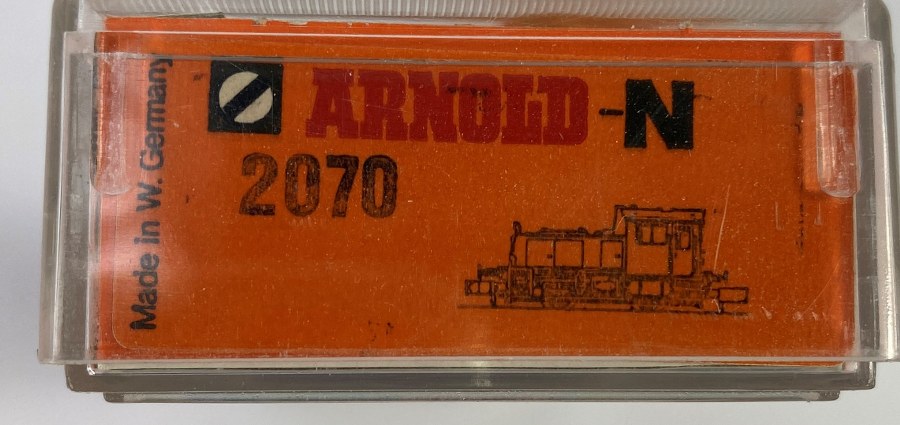 ARNOLD-N
2070
Made in W. Germany